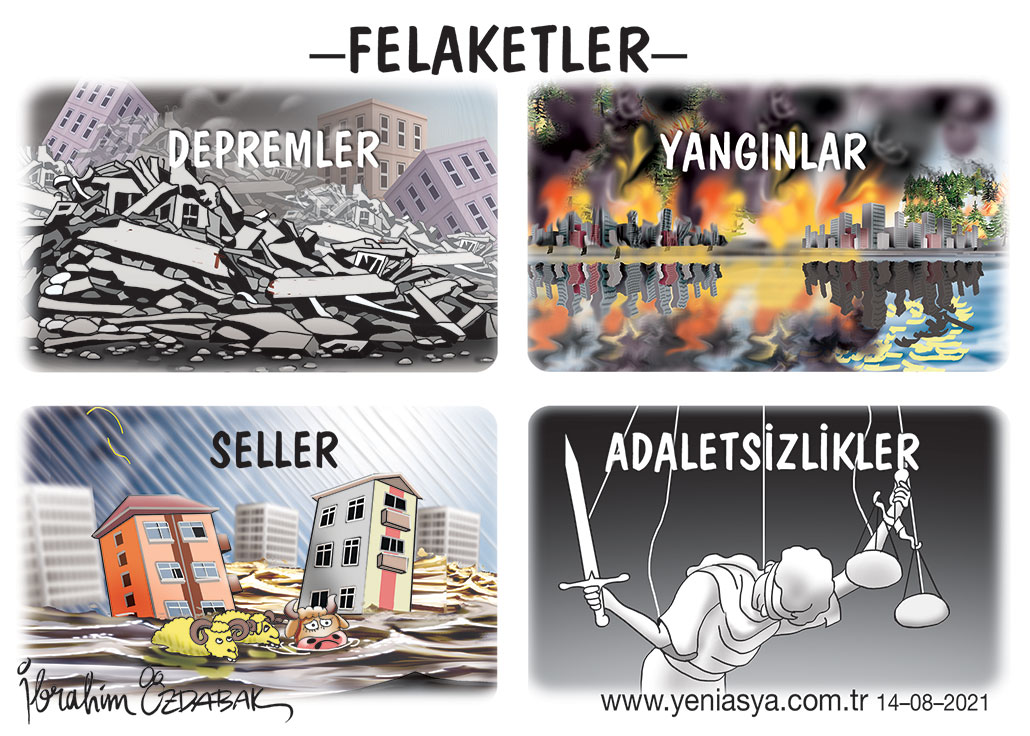 –FELAKETLER–
DEPREMLER
YANGINLAR
SELLER
ADALETSİZLİKLER
İbrahim ÖZDABAK
www.yeniasya.com.tr 14–08–2021